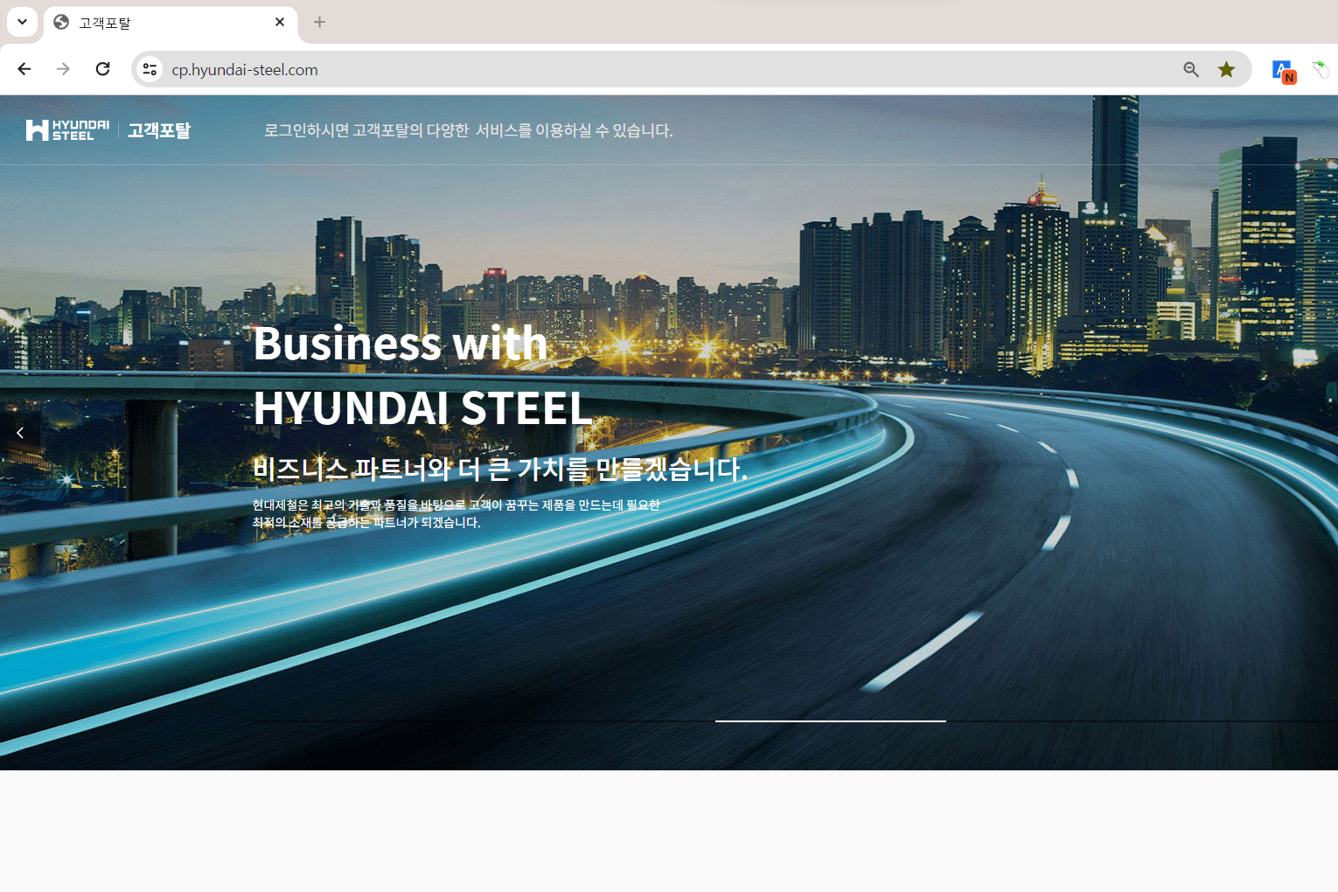 고객포탈
cp.hyundai-steel.com
HYUNDAI STEEL 고객포탈
로그인하시면 고객포탈의 다양한 서비스를 이용하실 수 있습니다.
Business with
HYUNDAI STEEL
비즈니스 파트너와 더 큰 가치를 만들겠습니다.
현대제철은 최고의 기술과 품질을 바탕으로 고객이 꿈꾸는 제품을 만드는데 필요한
최적의 소재를 공급하는 파트너가 되겠습니다.